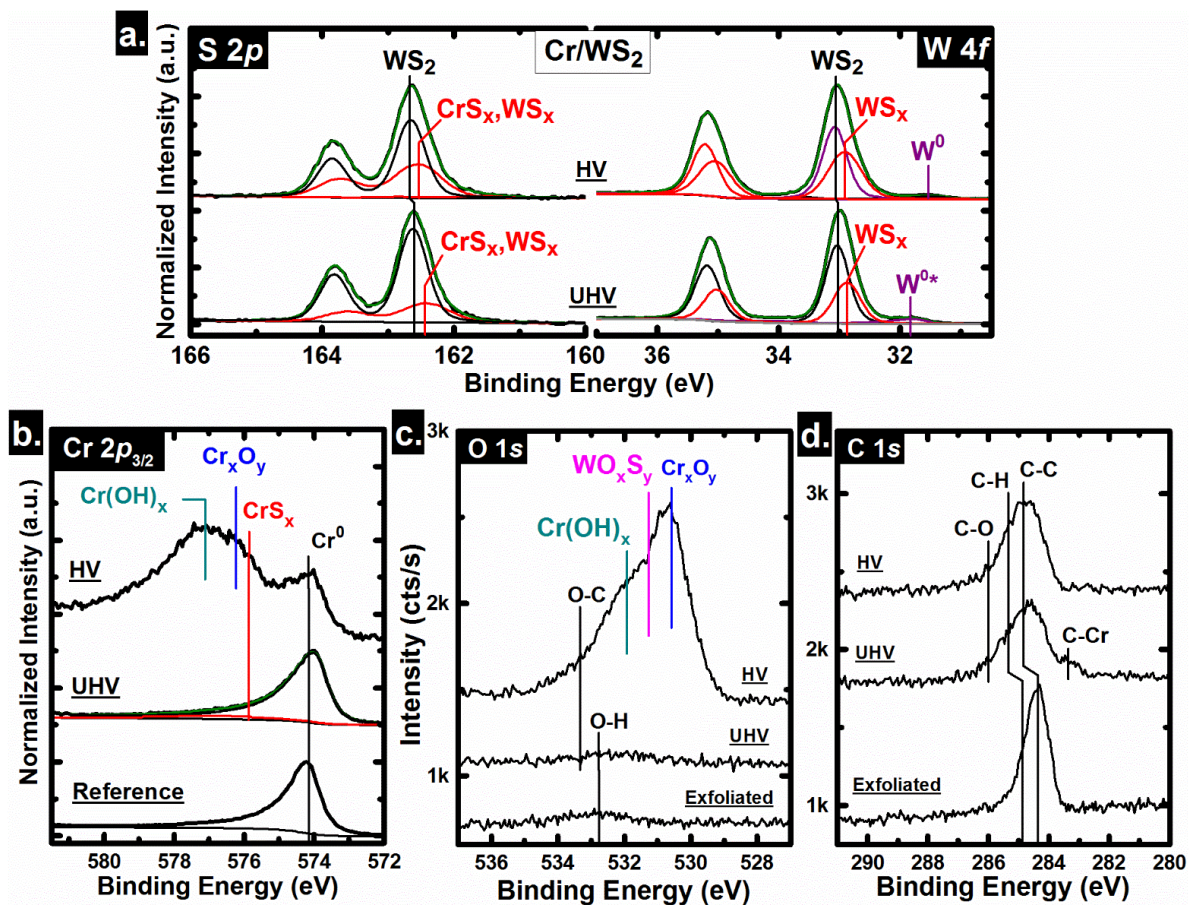 a.
S 2p
Cr/WS₂
W 4f
WS₂
CrSₓ,WSₓ
HV
WS₂
WSₓ
W⁰
CrSₓ,WSₓ
UHV
WSₓ
W⁰*
Normalized Intensity (a.u.)
166 164 162 160 36 34 32
Binding Energy (eV)
b.
Cr 2p₃/₂
CrₓOᵧ
Cr(OH)ₓ
CrSₓ
Cr⁰
HV
UHV
Reference
Normalized Intensity (a.u.)
580 578 576 574 572
Binding Energy (eV)
c.
O 1s
3k
WOₓSᵧ
CrₓOᵧ
Cr(OH)ₓ
O-C
2k
HV
O-H
UHV
1k
Exfoliated
Intensity (cts/s)
536 534 532 530 528
Binding Energy (eV)
d.
C 1s
C-C
C-H
3k
C-O
HV
2k
C-Cr
UHV
1k
Exfoliated
290 288 286 284 282 280
Binding Energy (eV)